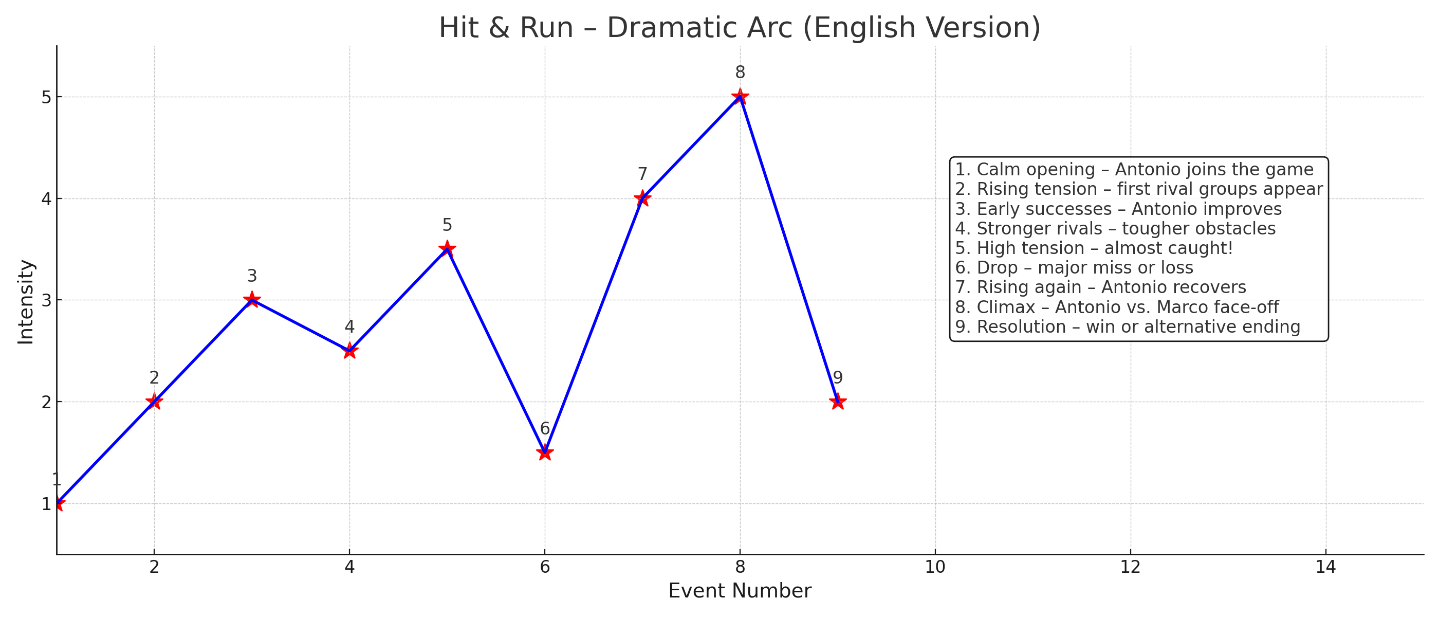 Hit & Run – Dramatic Arc (English Version)
Intensity
5
4
3
2
1
1
2
3
4
5
6
7
8
9
1. Calm opening – Antonio joins the game
2. Rising tension – first rival groups appear
3. Early successes – Antonio improves
4. Stronger rivals – tougher obstacles
5. High tension – almost caught!
6. Drop – major miss or loss
7. Rising again – Antonio recovers
8. Climax – Antonio vs. Marco face-off
9. Resolution – win or alternative ending
2 4 6 8 10 12 14
Event Number